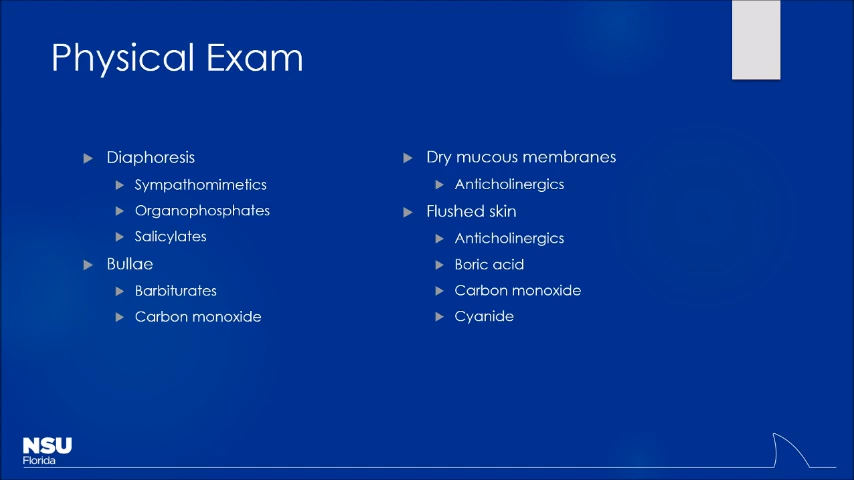 Physical Exam
Diaphoresis
Sympathomimetics
Organophosphates
Salicylates
Bullae
Barbiturates
Carbon monoxide
Dry mucous membranes
Anticholinergics
Flushed skin
Anticholinergics
Boric acid
Carbon monoxide
Cyanide
NSU
Florida